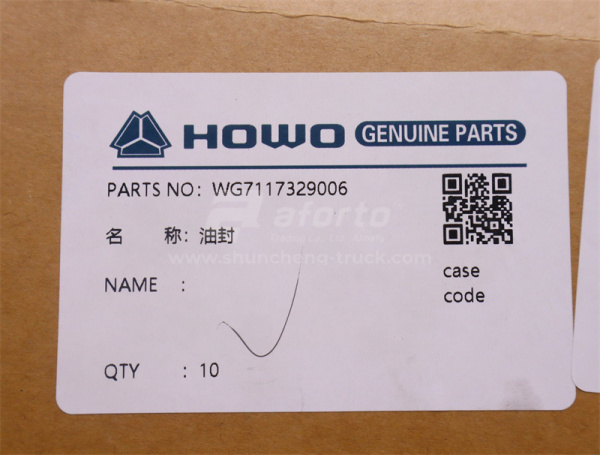 HOWO GENUINE PARTS
PARTS NO: WG7117329006
aforto
名 称: 油封
www.shuncheng-truck.com
NAME :
case
code
QTY : 10